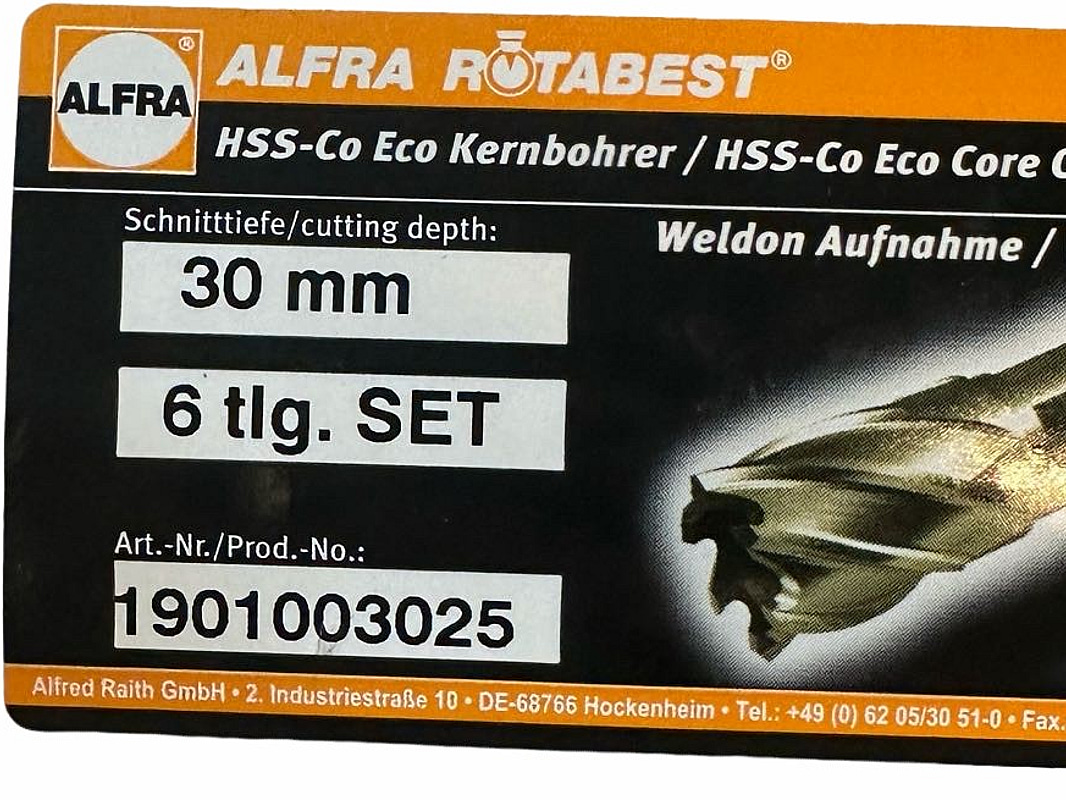 ALFRA®
ALFRA ROTABEST®
HSS-Co Eco Kernbohrer / HSS-Co Eco Core
Schnitttiefe/cutting depth:
Weldon Aufnahme /
30 mm
6 tlg. SET
Art.-Nr./Prod.-No.:
1901003025
Alfred Raith GmbH • 2. Industriestraße 10 • DE-68766 Hockenheim • Tel.: +49 (0) 62 05/30 51-0 • Fax.